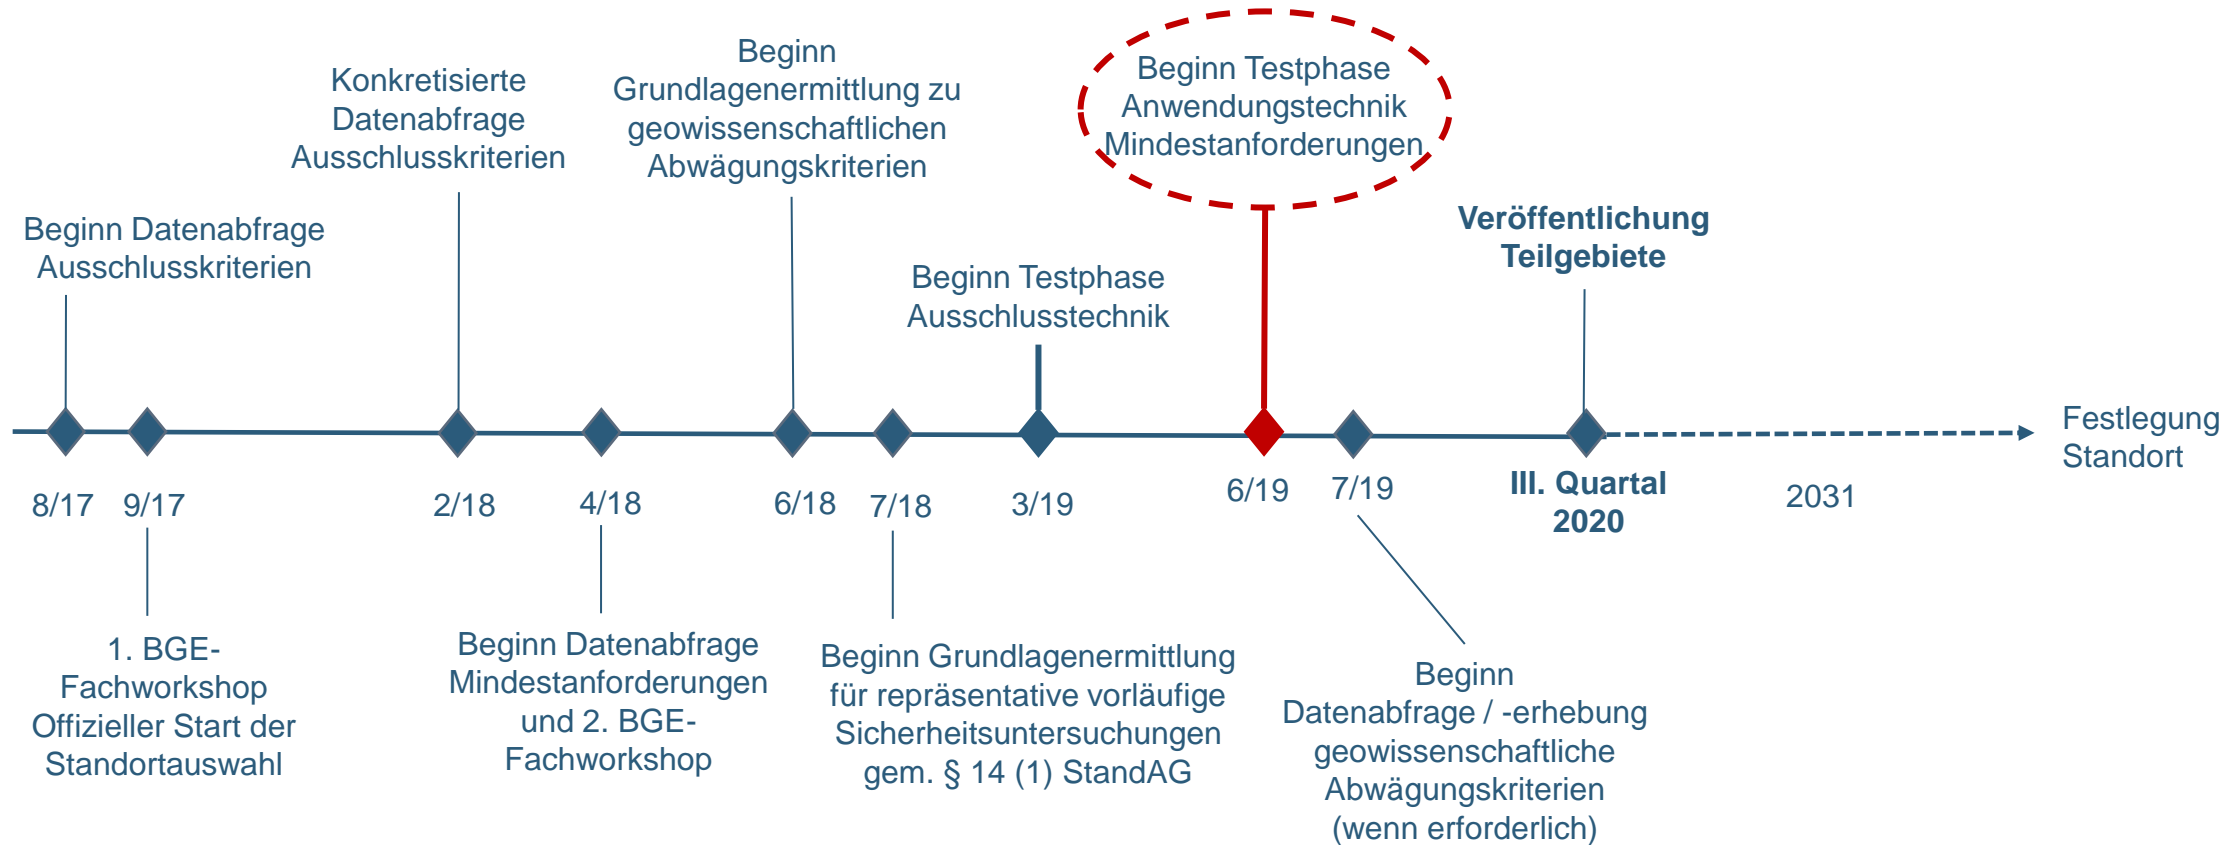 Beginn Datenabfrage
Ausschlusskriterien
Konkretisierte
Datenabfrage
Ausschlusskriterien
Beginn
Grundlagenermittlung zu
geowissenschaftlichen
Abwägungskriterien
Beginn Testphase
Ausschlusstechnik
Beginn Testphase
Anwendungstechnik
Mindestanforderungen
Veröffentlichung
Teilgebiete
Festlegung
Standort
8/17
9/17
2/18
4/18
6/18
7/18
3/19
6/19
7/19
III. Quartal
2020
2031
1. BGE-
Fachworkshop
Offizieller Start der
Standortauswahl
Beginn Datenabfrage
Mindestanforderungen
und 2. BGE-
Fachworkshop
Beginn Grundlagenermittlung
für repräsentative vorläufige
Sicherheitsuntersuchungen
gem. § 14 (1) StandAG
Beginn
Datenabfrage / -erhebung
geowissenschaftliche
Abwägungskriterien
(wenn erforderlich)